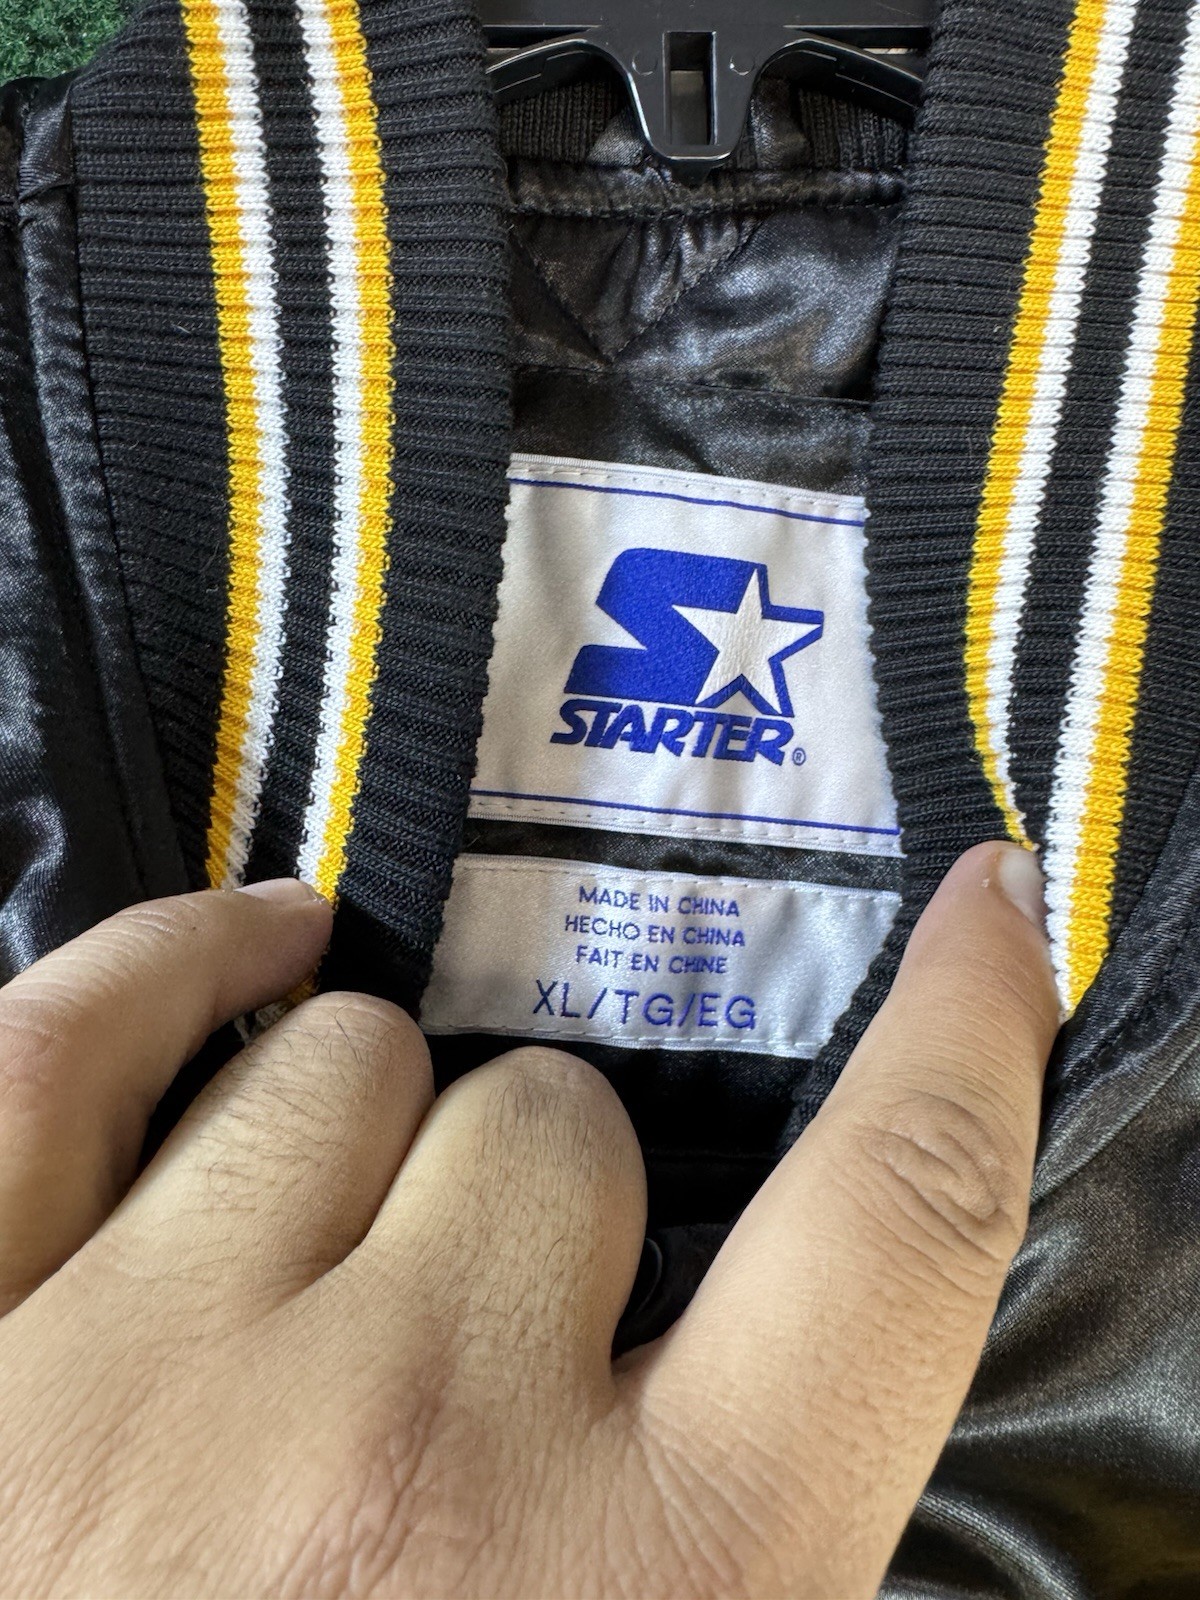 STARTER®
MADE IN CHINA
HECHO EN CHINA
FAIT EN CHINE
XL/TG/EG